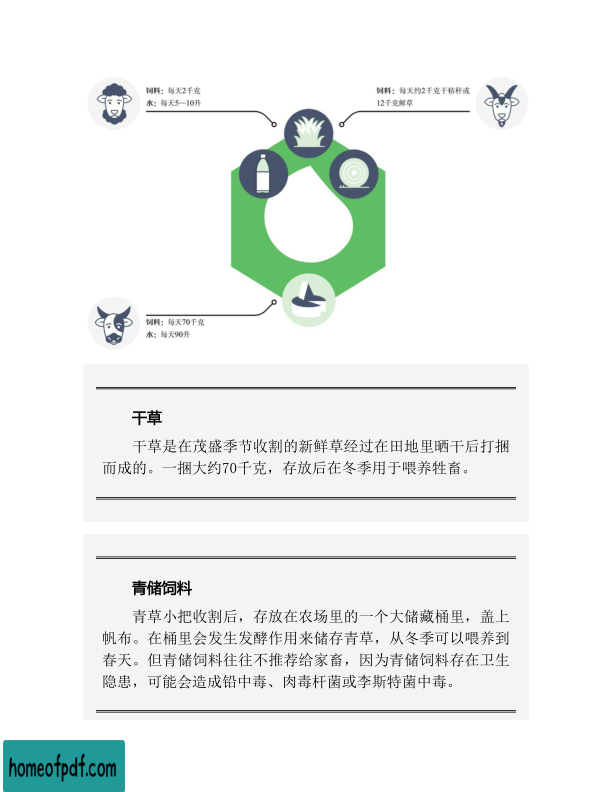 饲料：每天2千克
水：每天5—10升
饲料：每天约2千克干秸秆或
12千克鲜草
饲料：每天70千克
水：每天90升
干草
干草是在茂盛季节收割的新鲜草经过在田地里晒干后打捆
而成的。一捆大约70千克，存放后在冬季用于喂养牲畜。
青储饲料
青草小把收割后，存放在农场里的一个大储藏桶里，盖上
帆布。在桶里会发生发酵作用来储存青草，从冬季可以喂养到
春天。但青储饲料往往不推荐给家畜，因为青储饲料存在卫生
隐患，可能会造成铅中毒、肉毒杆菌或李斯特菌中毒。
homeofpdf.com